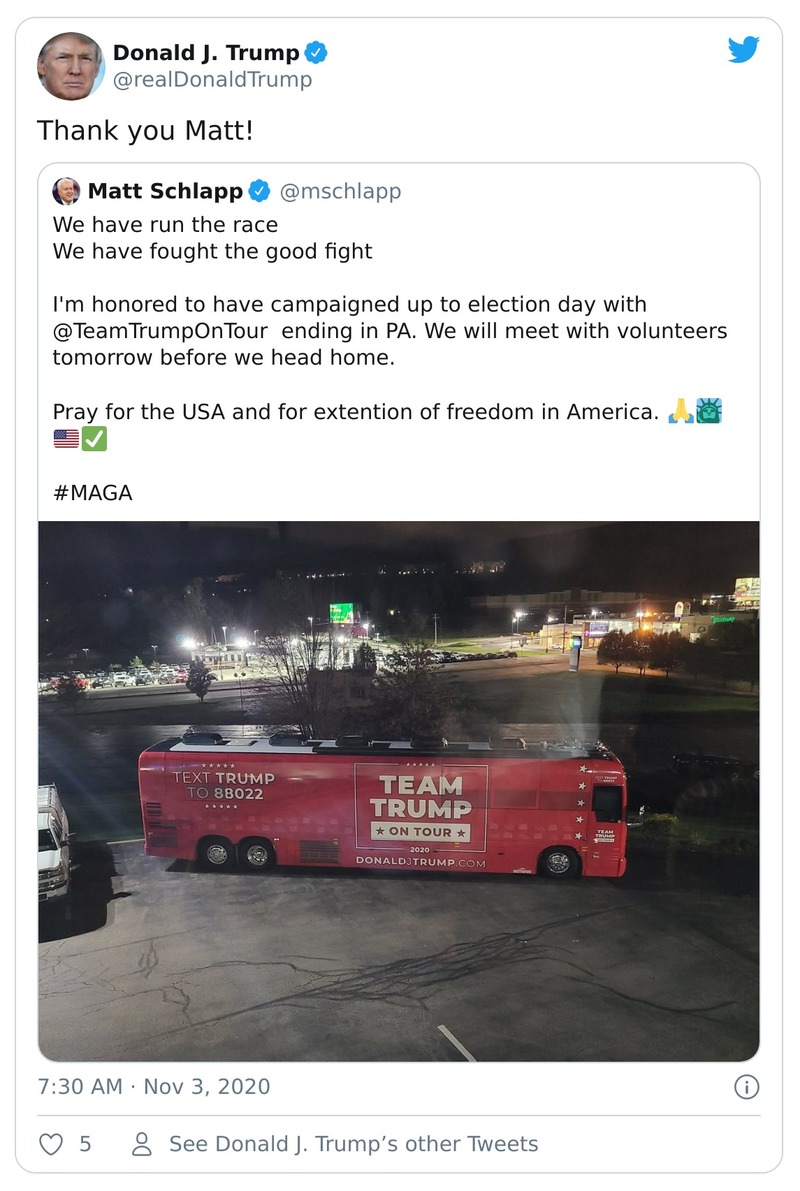 Donald J. Trump
@realDonaldTrump
Thank you Matt!
Matt Schlapp @mschlapp
We have run the race
We have fought the good fight
I'm honored to have campaigned up to election day with
@TeamTrumpOnTour ending in PA. We will meet with volunteers
tomorrow before we head home.
Pray for the USA and for extention of freedom in America. 🙏🗽
🇺🇸✅
#MAGA
TEXT TRUMP
TO 88022
TEAM
TRUMP
★ ON TOUR ★
2020
DONALDJTRUMP.COM
TEAM
TRUMP
7:30 AM · Nov 3, 2020
5
See Donald J. Trump’s other Tweets